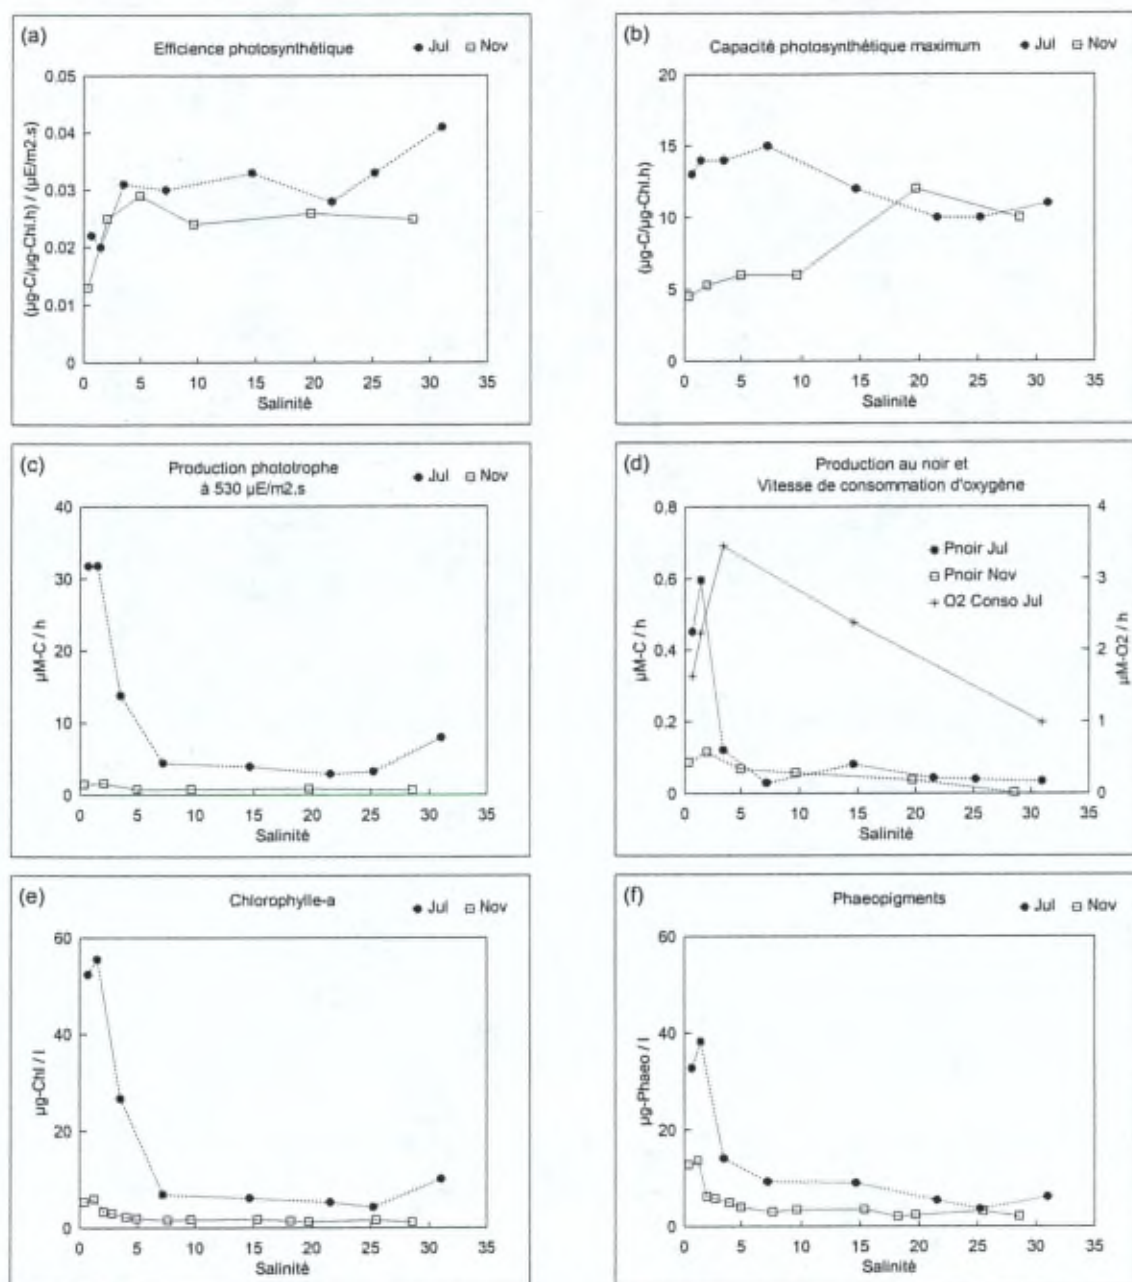 (a)
Efficience photosynthétique
Jul
Nov
(µg-C/µg-Chl.h) / (µE/m2.s)
0.05
0.04
0.03
0.02
0.01
0
0 5 10 15 20 25 30 35
Salinité
(b)
Capacité photosynthétique maximum
Jul
Nov
(µg-C/µg-Chl.h)
20
15
10
5
0
0 5 10 15 20 25 30 35
Salinité
(c)
Production phototrophe
à 530 µE/m2.s
Jul
Nov
µM-C / h
40
30
20
10
0
0 5 10 15 20 25 30 35
Salinité
(d)
Production au noir et
Vitesse de consommation d'oxygène
Pnoir Jul
Pnoir Nov
O2 Conso Jul
µM-C / h
0.8
0.6
0.4
0.2
0
4
3
2
1
0
µM-O2 / h
0 5 10 15 20 25 30 35
Salinité
(e)
Chlorophylle-a
Jul
Nov
µg-Chl / l
60
40
20
0
0 5 10 15 20 25 30 35
Salinité
(f)
Phaeopigments
Jul
Nov
µg-Phaeo / l
60
40
20
0
0 5 10 15 20 25 30 35
Salinité